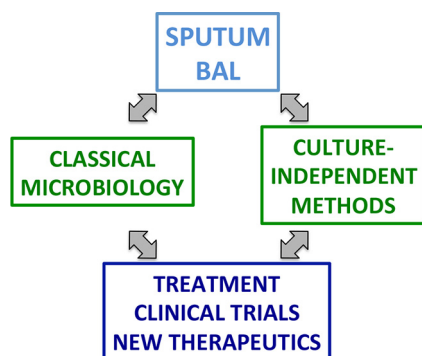 SPUTUM
BAL
CLASSICAL
MICROBIOLOGY
CULTURE-
INDEPENDENT
METHODS
TREATMENT
CLINICAL TRIALS
NEW THERAPEUTICS